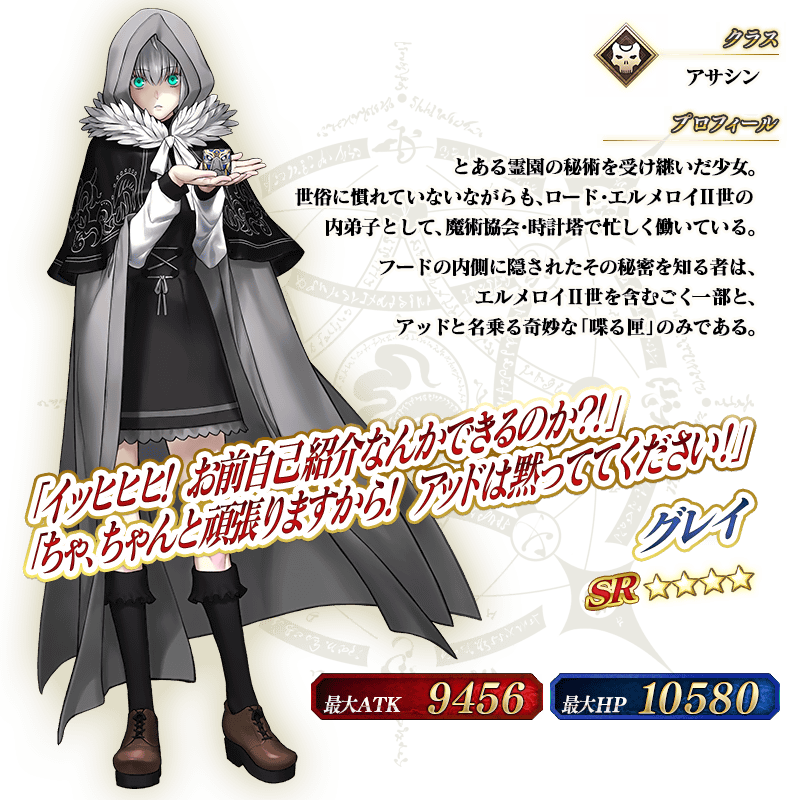 クラス
アサシン
プロフィール
とある霊園の秘術を受け継いだ少女。
世俗に慣れていないながらも、ロード・エルメロイⅡ世の
内弟子として、魔術協会・時計塔で忙しく働いている。
フードの内側に隠されたその秘密を知る者は、
エルメロイⅡ世を含むごく一部と、
アッドと名乗る奇妙な「喋る匣」のみである。
「イッヒヒヒ! お前自己紹介なんかできるのか?!」
「ちゃ、ちゃんと頑張りますから! アッドは黙っててください!」
グレイ
SR
最大ATK 9456
最大HP 10580